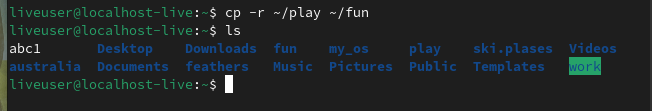 liveuser@localhost-live:~$ cp -r ~/play ~/fun
liveuser@localhost-live:~$ ls
abc1 Desktop Downloads fun my_os play ski.plases Videos
australia Documents feathers Music Pictures Public Templates work
liveuser@localhost-live:~$